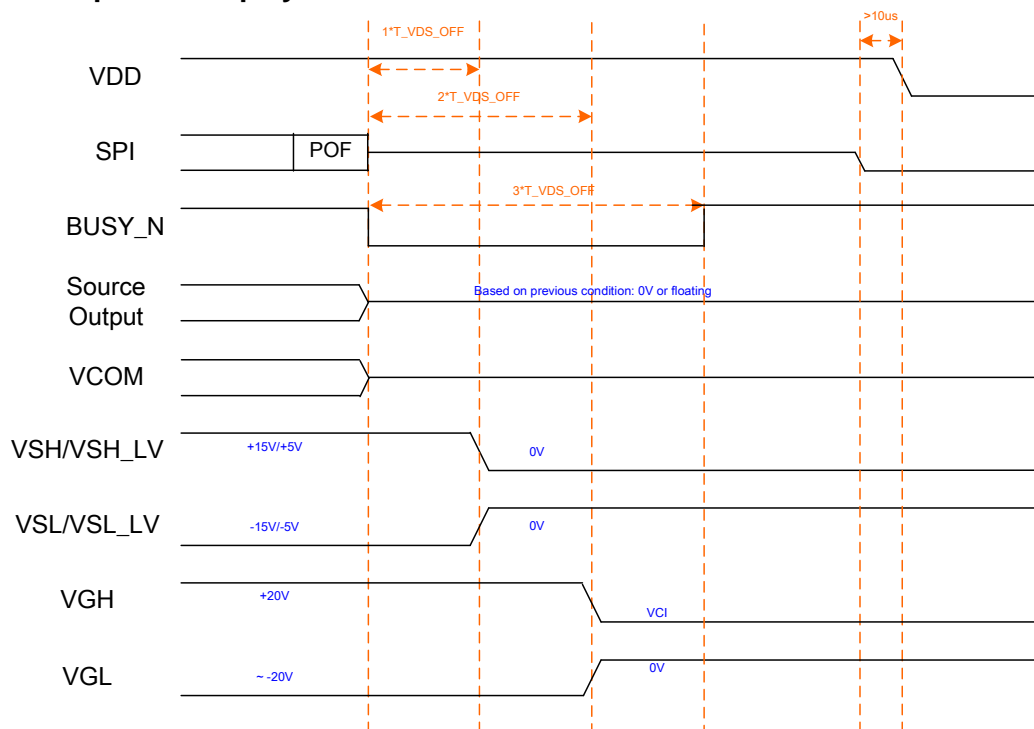 >10us
1*T_VDS_OFF
VDD
2*T_VDS_OFF
SPI
POF
3*T_VDS_OFF
BUSY_N
Source
Output
Based on previous condition: 0V or floating
VCOM
VSH/VSH_LV
+15V/+5V
0V
VSL/VSL_LV
-15V/-5V
0V
VGH
+20V
VCI
VGL
~ -20V
0V